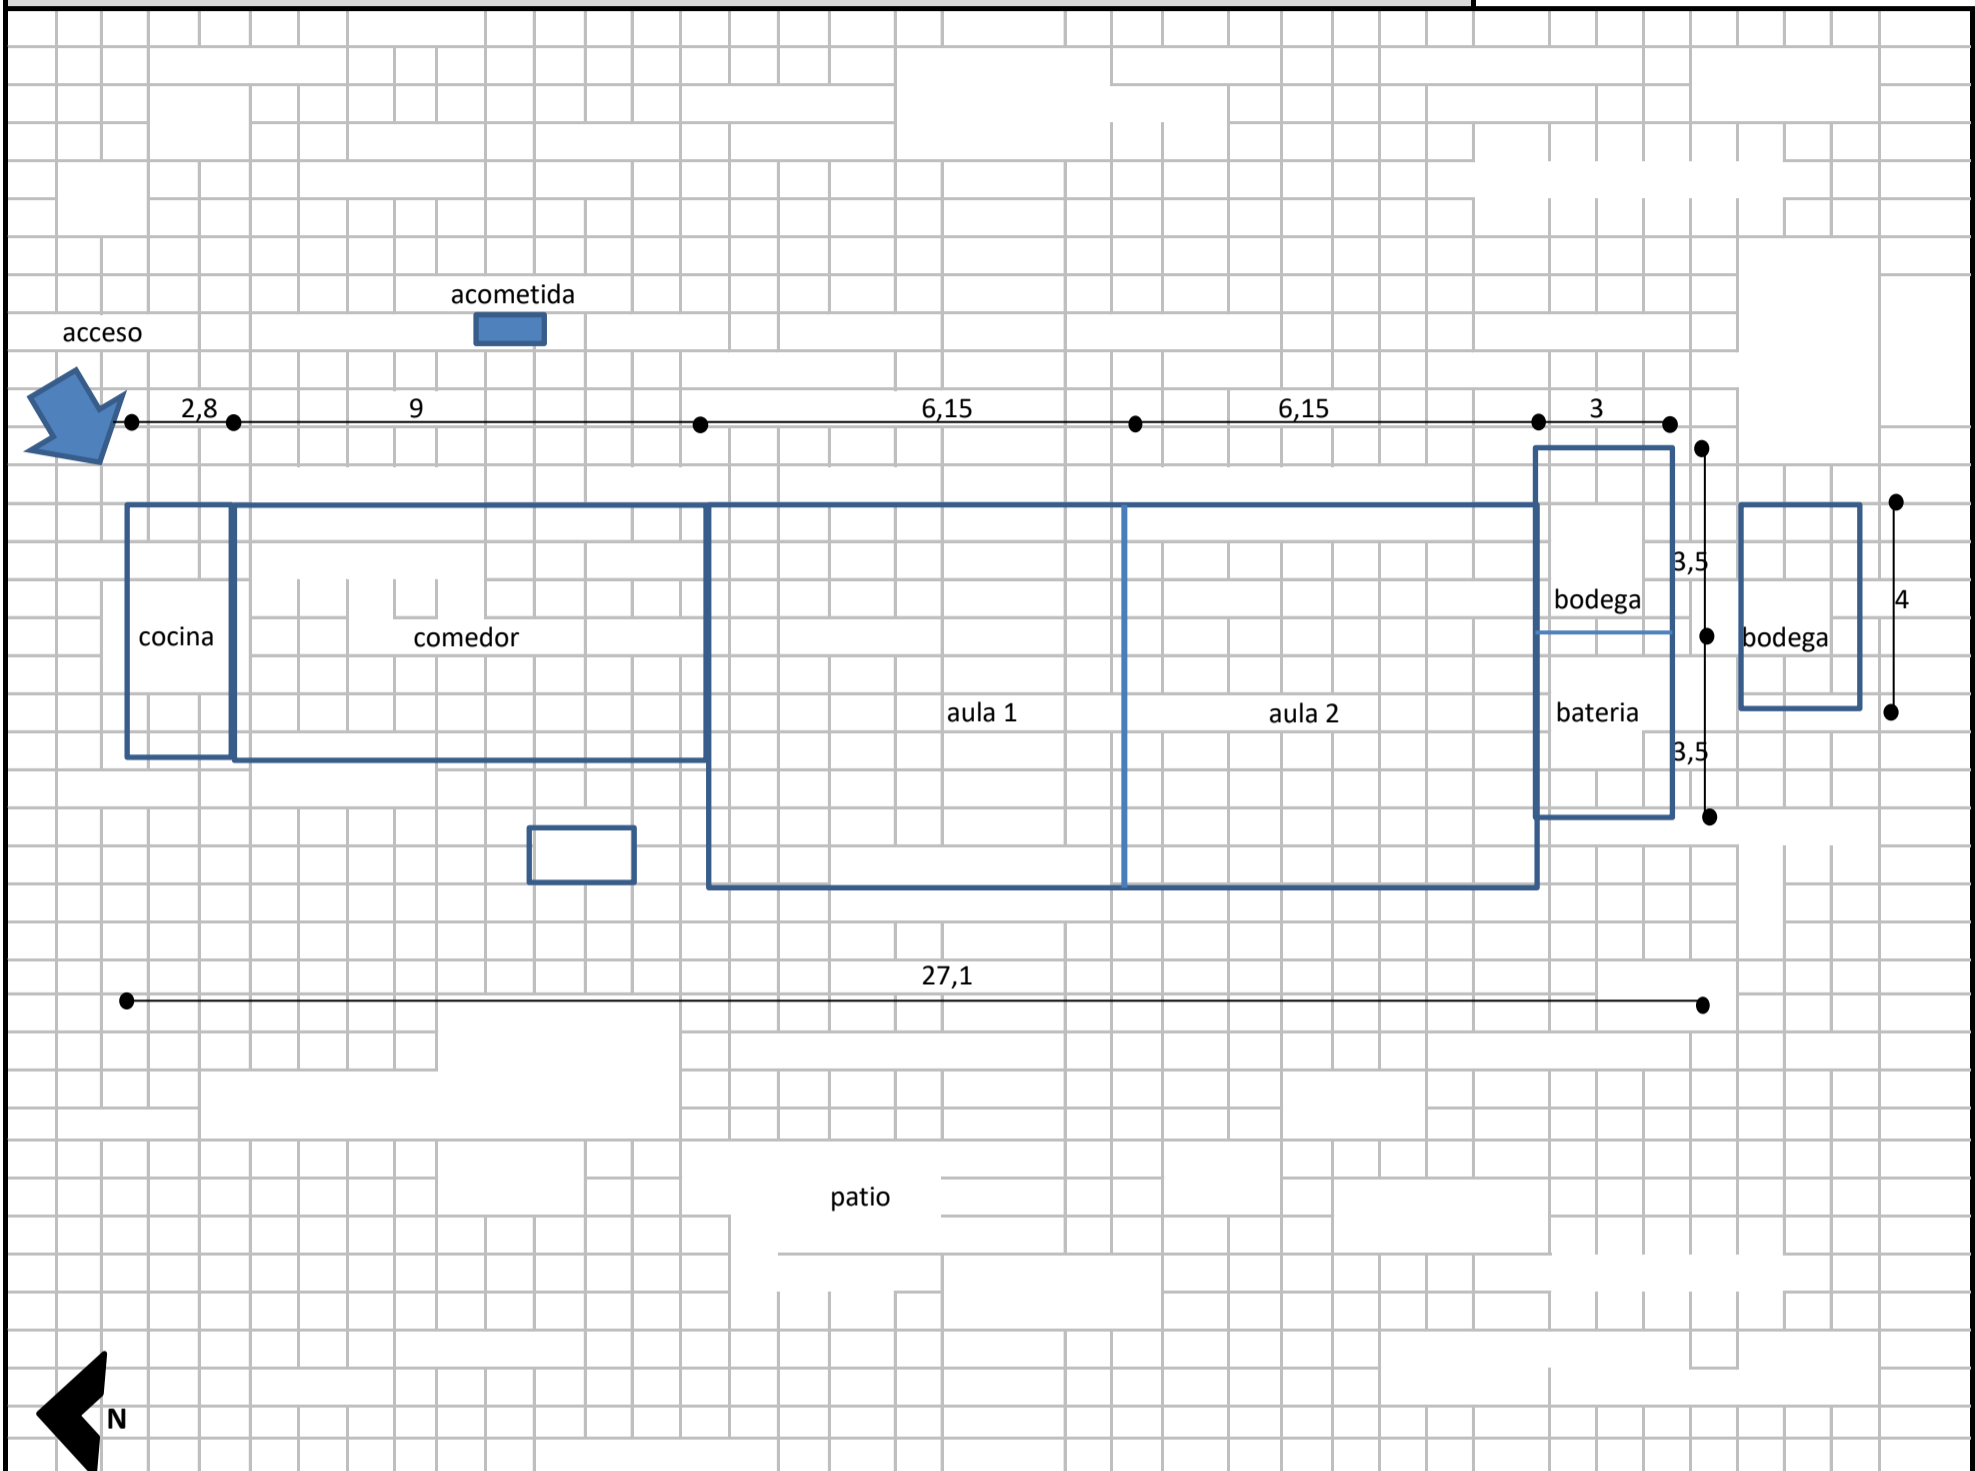 acometida
acceso
2,8
9
6,15
6,15
3
3,5
bodega
4
cocina
comedor
bodega
aula 1
aula 2
bateria
3,5
27,1
patio
N